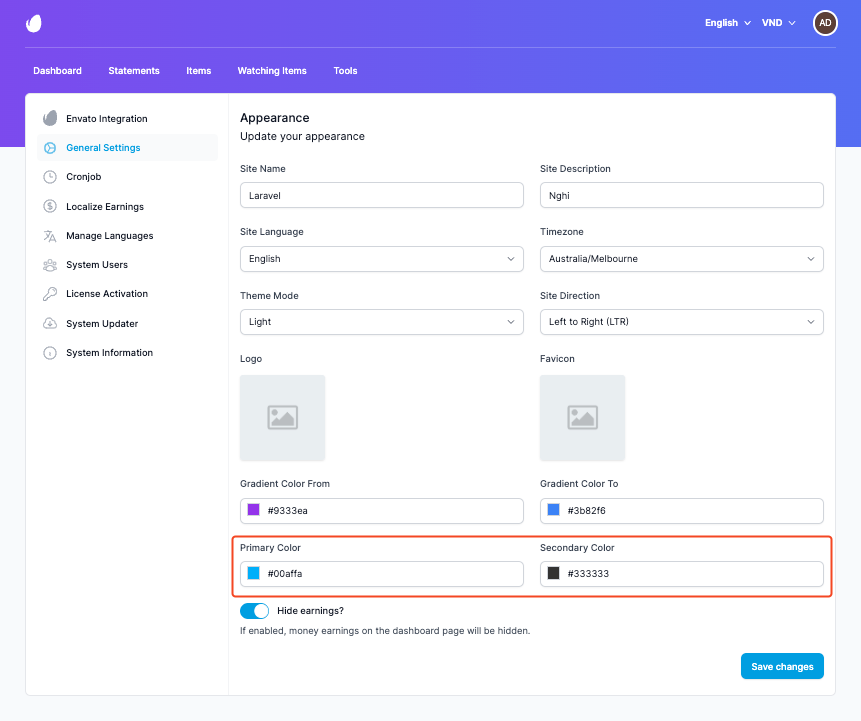 English VND AD
Dashboard Statements Items Watching Items Tools
Envato Integration
General Settings
Cronjob
Localize Earnings
Manage Languages
System Users
License Activation
System Updater
System Information
Appearance
Update your appearance
Site Name Site Description
Laravel Nghi
Site Language Timezone
English Australia/Melbourne
Theme Mode Site Direction
Light Left to Right (LTR)
Logo Favicon
Gradient Color From Gradient Color To
#9333ea #3b82f6
Primary Color Secondary Color
#00affa #333333
Hide earnings?
If enabled, money earnings on the dashboard page will be hidden.
Save changes